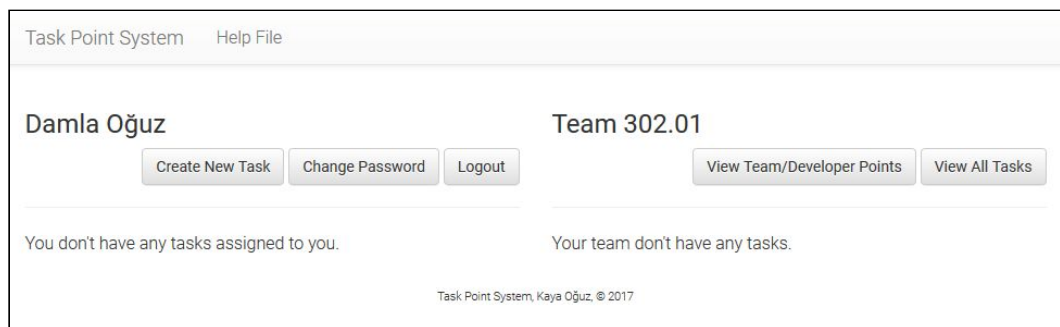 Task Point System Help File
Damla Oğuz
Create New Task Change Password Logout
You don't have any tasks assigned to you.
Team 302.01
View Team/Developer Points View All Tasks
Your team don't have any tasks.
Task Point System, Kaya Oğuz, © 2017